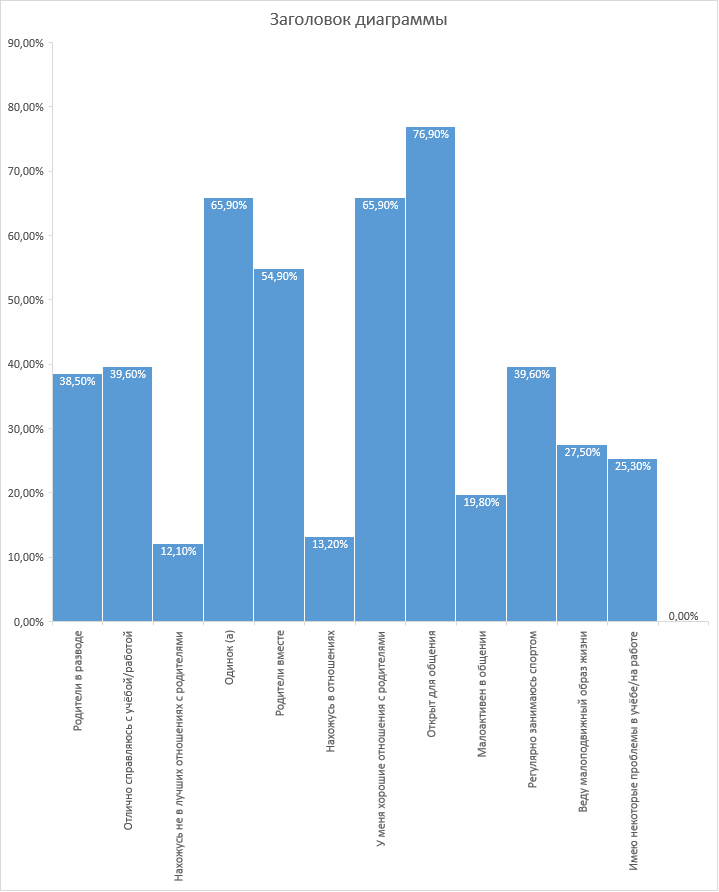 Заголовок диаграммы
90,00%
80,00%
70,00%
60,00%
50,00%
40,00%
30,00%
20,00%
10,00%
0,00%
38,50%
39,60%
12,10%
65,90%
54,90%
13,20%
65,90%
76,90%
19,80%
39,60%
27,50%
25,30%
0,00%
Родители в разводе
Отлично справляюсь с учёбой/работой
Нахожусь не в лучших отношениях с родителями
Одинок (а)
Родители вместе
Нахожусь в отношениях
У меня хорошие отношения с родителями
Открыт для общения
Малоактивен в общении
Регулярно занимаюсь спортом
Веду малоподвижный образ жизни
Имею некоторые проблемы в учёбе/на работе